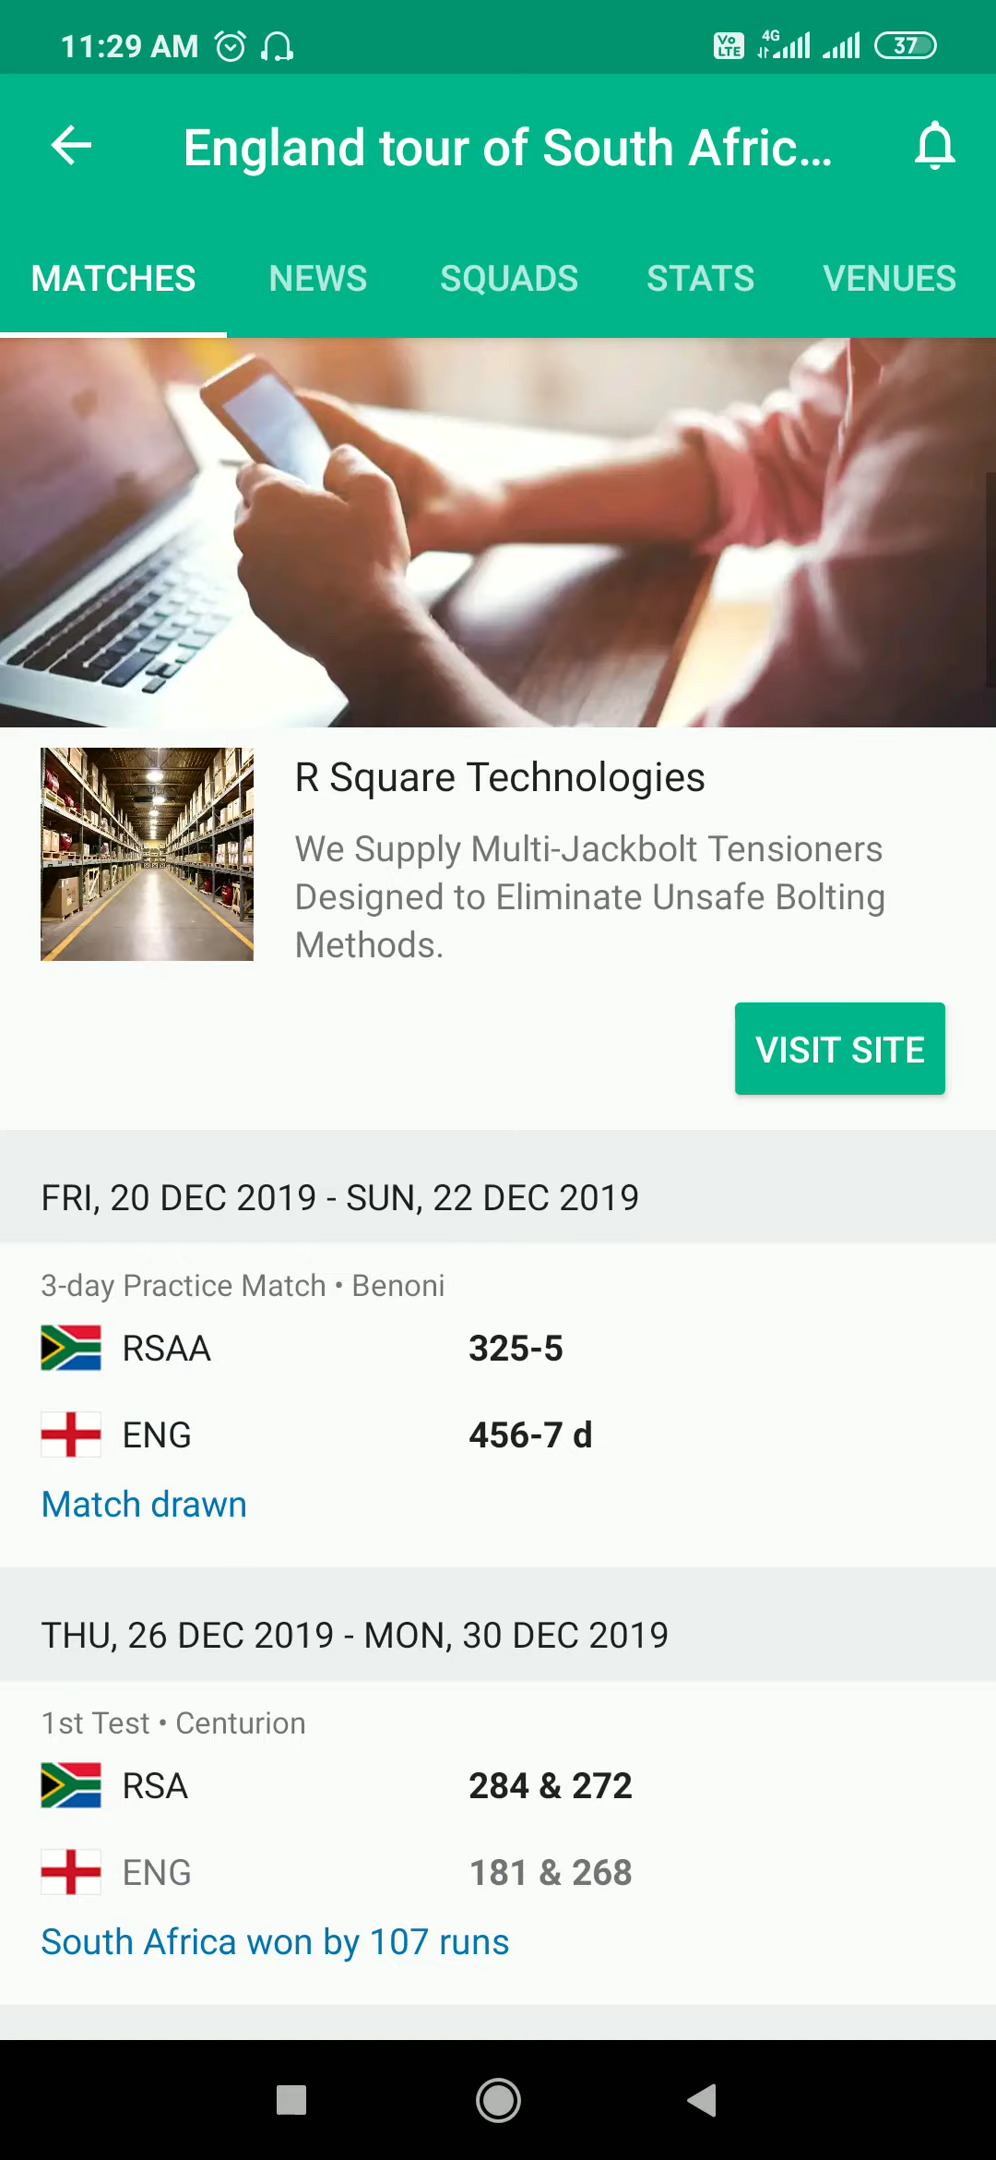 11:29 AM
Vo LTE 4G 37
England tour of South Afric...
MATCHES NEWS SQUADS STATS VENUES
R Square Technologies
We Supply Multi-Jackbolt Tensioners
Designed to Eliminate Unsafe Bolting
Methods.
VISIT SITE
FRI, 20 DEC 2019 - SUN, 22 DEC 2019
3-day Practice Match • Benoni
RSAA 325-5
ENG 456-7 d
Match drawn
THU, 26 DEC 2019 - MON, 30 DEC 2019
1st Test • Centurion
RSA 284 & 272
ENG 181 & 268
South Africa won by 107 runs